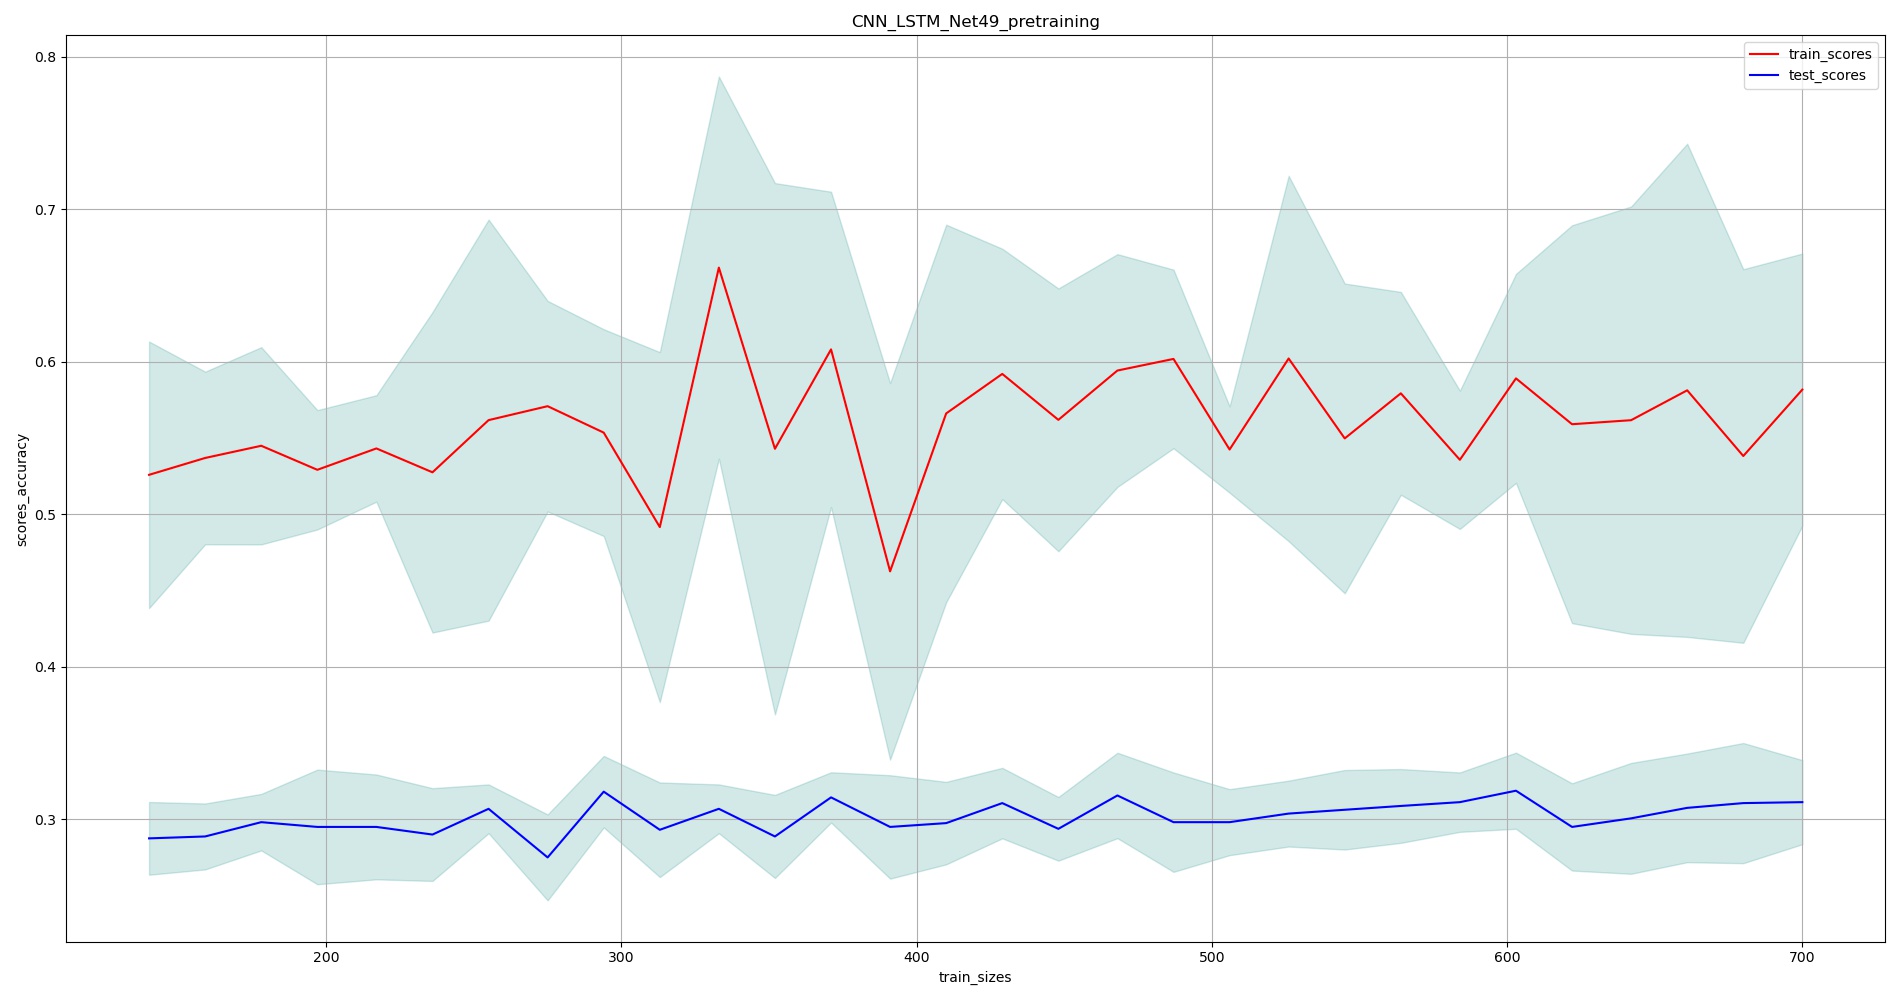 CNN_LSTM_Net49_pretraining
train_scores
test_scores
scores_accuracy
0.8
0.7
0.6
0.5
0.4
0.3
200 300 400 500 600 700
train_sizes